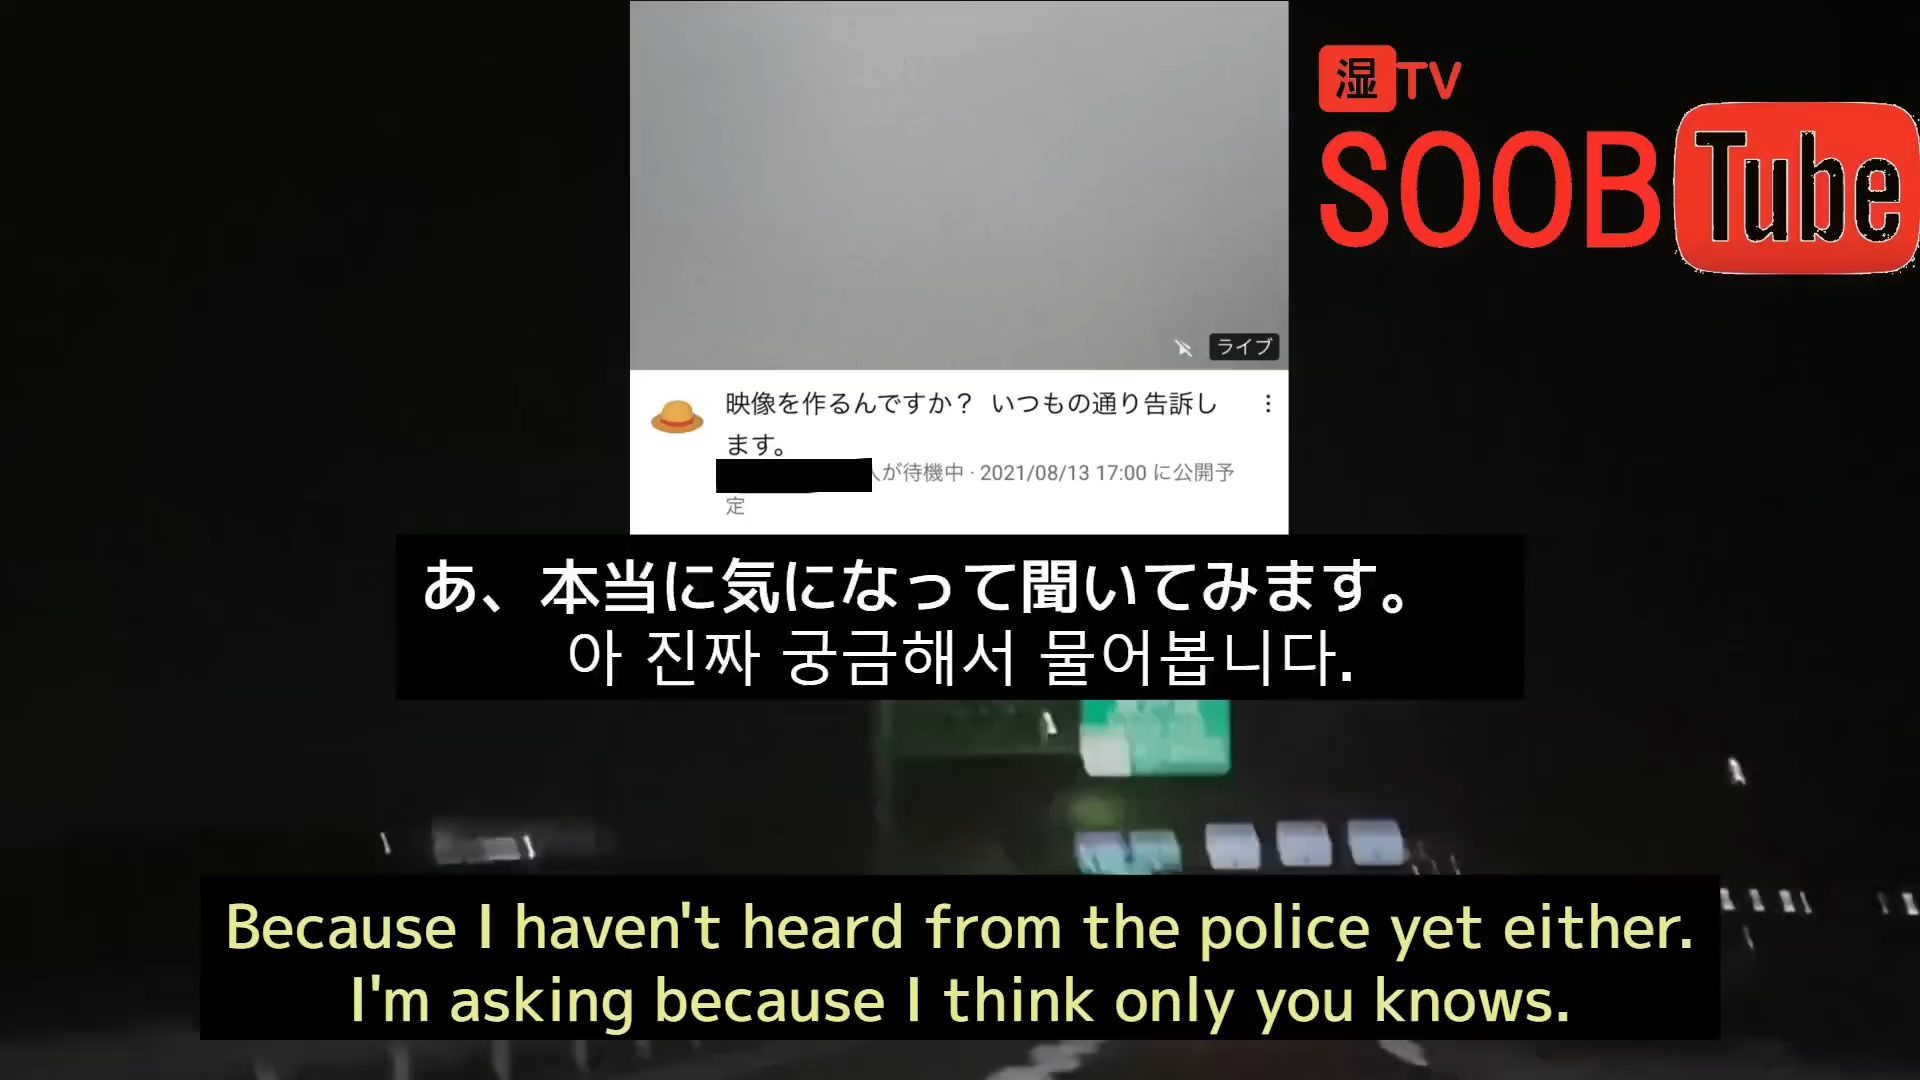 湿TV
SOOBTube
ライブ
映像を作るんですか？ いつもの通り告訴し
ます。
が待機中 · 2021/08/13 17:00 に公開予
定
あ、本当に気になって聞いてみます。
아 진짜 궁금해서 물어봅니다.
Because I haven't heard from the police yet either.
I'm asking because I think only you knows.